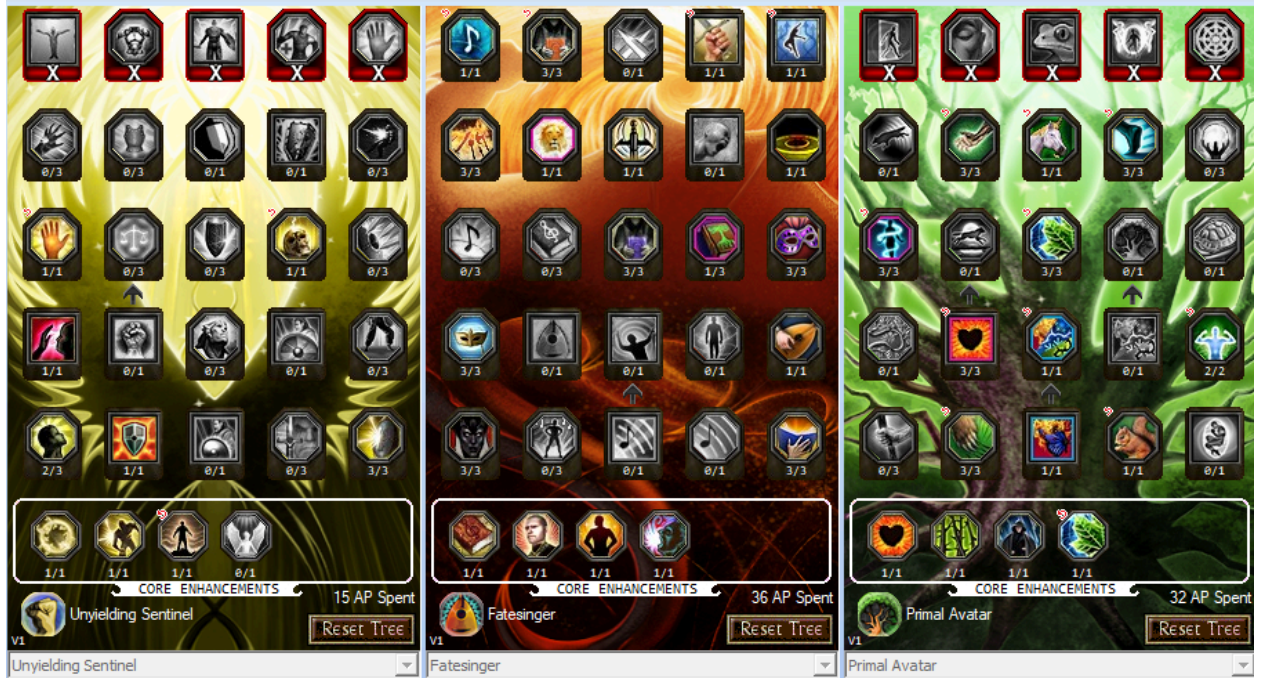 X X X X X
0/3 0/3 0/1 0/1 0/3
1/1 0/3 0/3 1/1 0/3
1/1 0/1 0/3 0/1 0/3
2/3 1/1 0/1 0/3 3/3
1/1 1/1 1/1 0/1
CORE ENHANCEMENTS
15 AP Spent
Unyielding Sentinel
V1
RESET TREE
Unyielding Sentinel
1/1 3/3 0/1 1/1 1/1
3/3 1/1 1/1 0/1 1/1
0/3 0/3 3/3 1/3 3/3
3/3 0/1 0/1 0/1 1/1
3/3 0/3 0/1 0/1 3/3
1/1 1/1 1/1 1/1
CORE ENHANCEMENTS
36 AP Spent
Fatesinger
V1
RESET TREE
Fatesinger
X X X X X
0/1 3/3 1/1 3/3 0/3
3/3 0/1 3/3 0/1 0/1
0/1 3/3 1/1 0/1 2/2
0/3 3/3 1/1 1/1 0/1
1/1 1/1 1/1 1/1
CORE ENHANCEMENTS
32 AP Spent
Primal Avatar
V1
RESET TREE
Primal Avatar